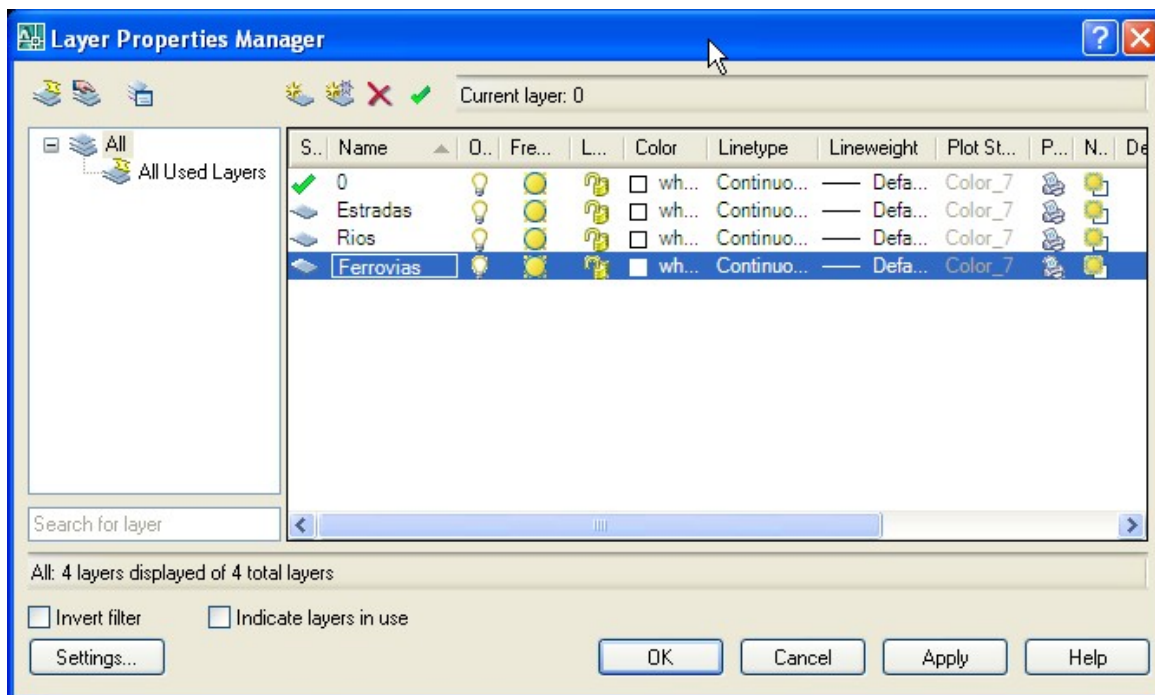 Layer Properties Manager
Current layer: 0
All
All Used Layers
S.. Name O.. Fre... L... Color Linetype Lineweight Plot St... P... N.. De
0 wh... Continuo... Defa... Color_7
Estradas wh... Continuo... Defa... Color_7
Rios wh... Continuo... Defa... Color_7
Ferrovias wh... Continuo... Defa... Color_7
Search for layer
All: 4 layers displayed of 4 total layers
Invert filter Indicate layers in use
Settings... OK Cancel Apply Help